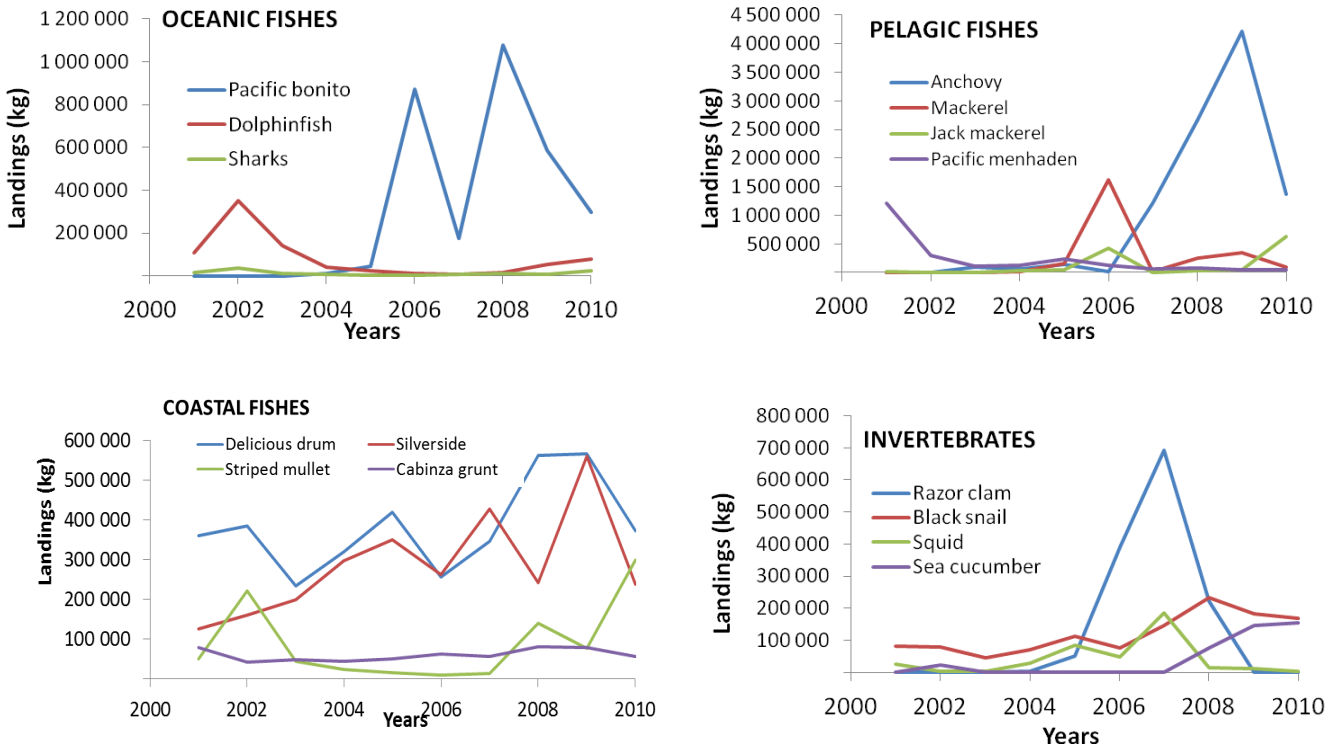 OCEANIC FISHES
1 200 000
1 000 000
800 000
600 000
400 000
200 000
Landings (kg)
Pacific bonito
Dolphinfish
Sharks
2000 2002 2004 2006 2008 2010
Years
PELAGIC FISHES
4 500 000
4 000 000
3 500 000
3 000 000
2 500 000
2 000 000
1 500 000
1 000 000
500 000
Landings (kg)
Anchovy
Mackerel
Jack mackerel
Pacific menhaden
2000 2002 2004 2006 2008 2010
Years
COASTAL FISHES
600 000
500 000
400 000
300 000
200 000
100 000
Landings (kg)
Delicious drum Silverside
Striped mullet Cabinza grunt
2000 2002 2004 2006 2008 2010
Years
INVERTEBRATES
800 000
700 000
600 000
500 000
400 000
300 000
200 000
100 000
Landings (kg)
Razor clam
Black snail
Squid
Sea cucumber
2000 2002 2004 2006 2008 2010
Years